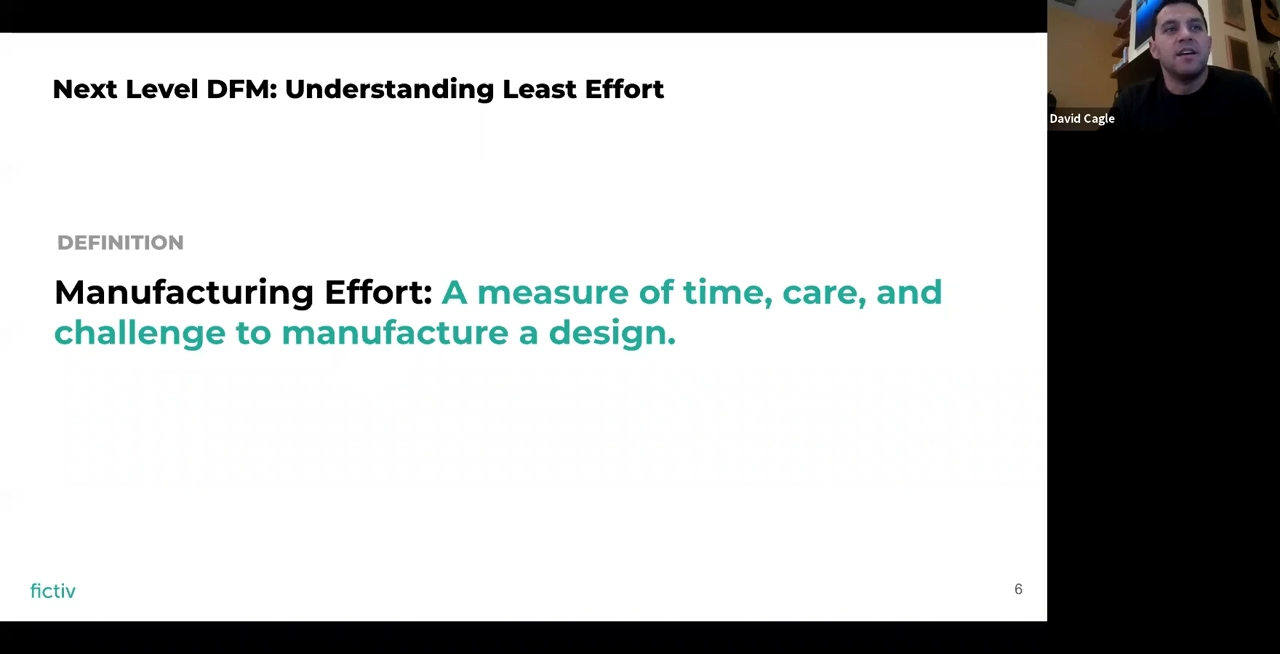 Next Level DFM: Understanding Least Effort
David Cagle
DEFINITION
Manufacturing Effort: A measure of time, care, and
challenge to manufacture a design.
fictiv
6